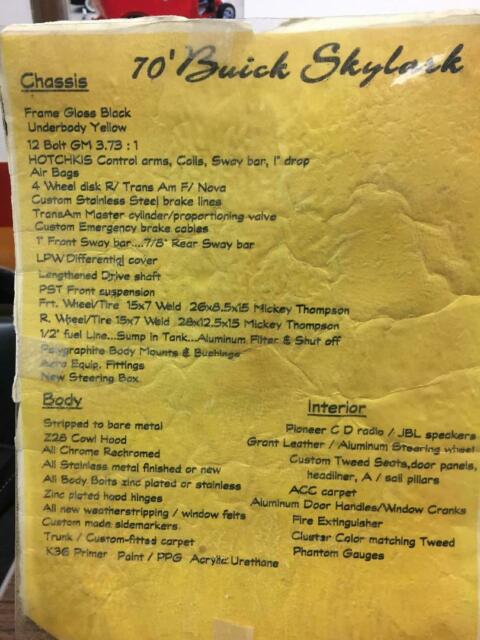 70' Buick Skylark
Chassis
Frame Gloss Black
Underbody Yellow
12 Bolt GM 3.73 : 1
HOTCHKIS Control arms, Coils, Sway bar, 1" drop
Air Bags
4 Wheel disk R/ Trans Am F/ Nova
Custom Stainless Steel brake lines
TransAm Master cylinder/proportioning valve
Custom Emergency brake cables
1" Front Sway bar....7/8" Rear Sway bar
LPW Differential cover
Lengthened Drive shaft
PST Front suspension
Frt. Wheel/Tire 15x7 Weld 26x8.5x15 Mickey Thompson
R. Wheel/Tire 15x7 Weld 28x12.5x15 Mickey Thompson
1/2" fuel Line...Sump in Tank...Aluminum Filter & Shut off
Polygraphite Body Mounts & Bushings
Aero Equip. Fittings
New Steering Box
Body
Stripped to bare metal
Z28 Cowl Hood
All Chrome Rechromed
All Stainless metal finished or new
All Body Bolts zinc plated or stainless
Zinc plated hood hinges
All new weatherstripping / window felts
Custom made sidemarkers
Trunk / Custom-fitted carpet
K36 Primer Paint / PPG Acrylic Urethane
Interior
Pioneer C D radio / JBL speakers
Grant Leather / Aluminum Steering wheel
Custom Tweed Seats,door panels,
headliner, A / sail pillars
ACC carpet
Aluminum Door Handles/Wndow Cranks
Fire Extinguisher
Cluster Color matching Tweed
Phantom Gauges